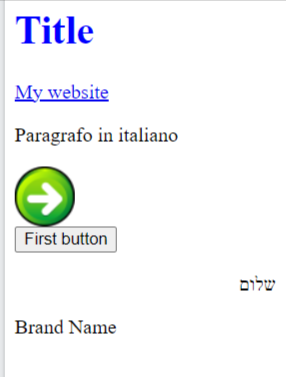 Title
My website
Paragrafo in italiano
First button
שלום
Brand Name